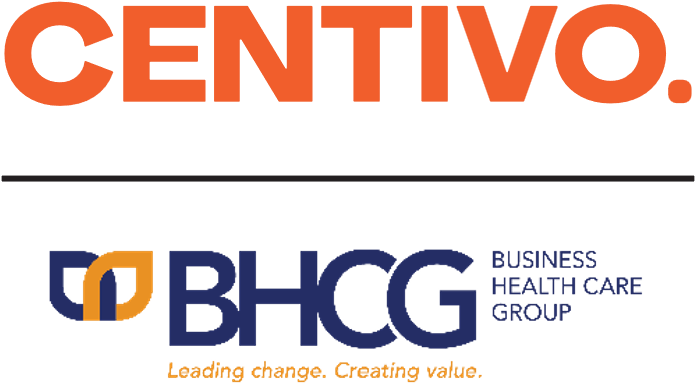 CENTIVO.
BHCG
BUSINESS
HEALTH CARE
GROUP
Leading change. Creating value.